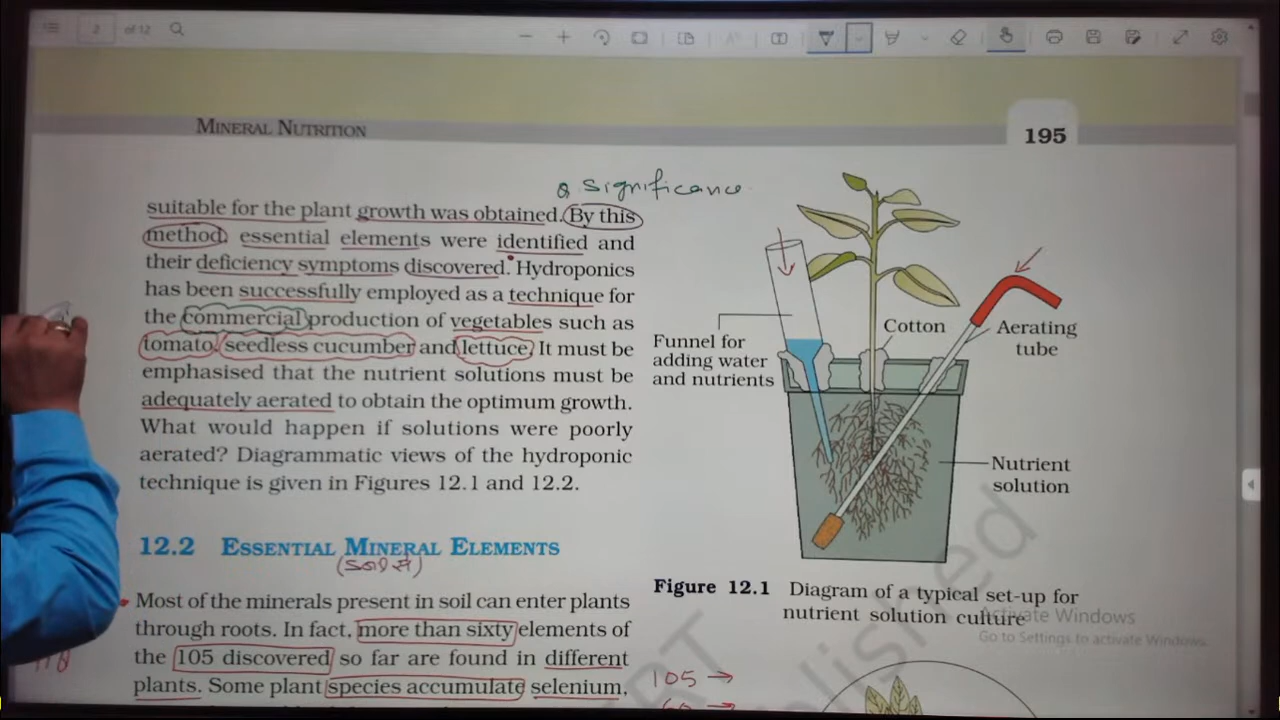 2 of 12
MINERAL NUTRITION
195
significance
suitable for the plant growth was obtained. By this
method, essential elements were identified and
their deficiency symptoms discovered. Hydroponics
has been successfully employed as a technique for
the commercial production of vegetables such as
tomato, seedless cucumber and lettuce. It must be
emphasised that the nutrient solutions must be
adequately aerated to obtain the optimum growth.
What would happen if solutions were poorly
aerated? Diagrammatic views of the hydroponic
technique is given in Figures 12.1 and 12.2.
Funnel for
adding water
and nutrients
Cotton
Aerating
tube
Nutrient
solution
Figure 12.1 Diagram of a typical set-up for
nutrient solution culture
Activate Windows
Go to Settings to activate Windows.
12.2 ESSENTIAL MINERAL ELEMENTS
(soil में)
Most of the minerals present in soil can enter plants
through roots. In fact, more than sixty elements of
the 105 discovered so far are found in different
plants. Some plant species accumulate selenium,
105 →
60 →